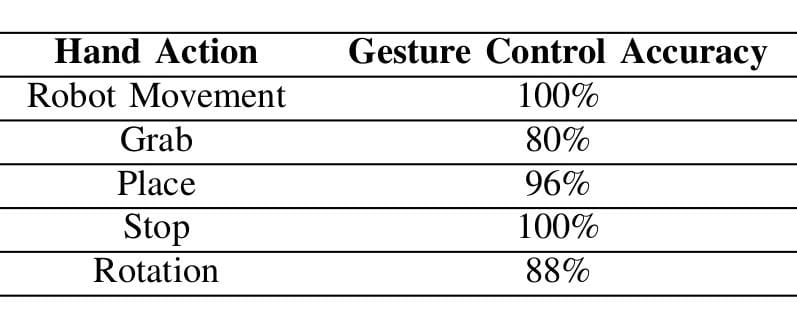 Hand Action Gesture Control Accuracy
Robot Movement 100%
Grab 80%
Place 96%
Stop 100%
Rotation 88%